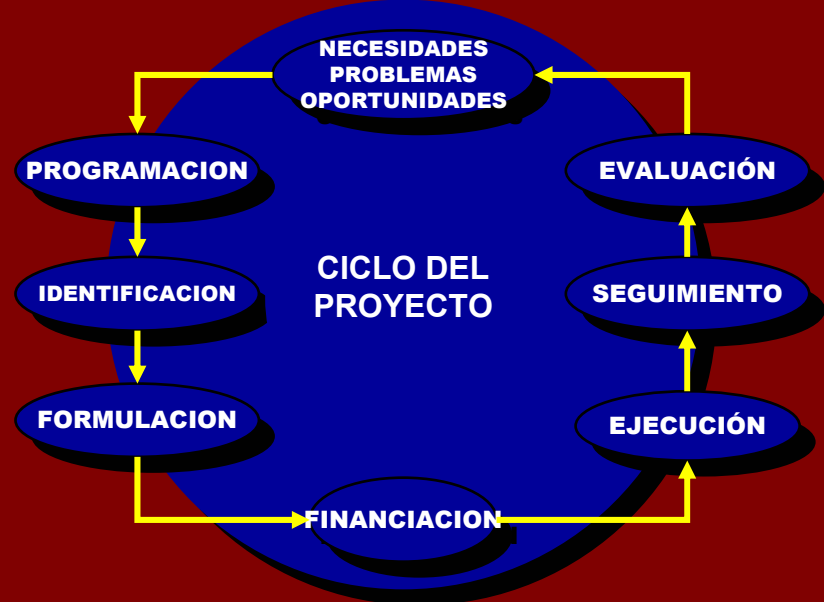 NECESIDADES
PROBLEMAS
OPORTUNIDADES
PROGRAMACION
EVALUACIÓN
IDENTIFICACION
CICLO DEL
PROYECTO
SEGUIMIENTO
FORMULACION
EJECUCIÓN
FINANCIACION